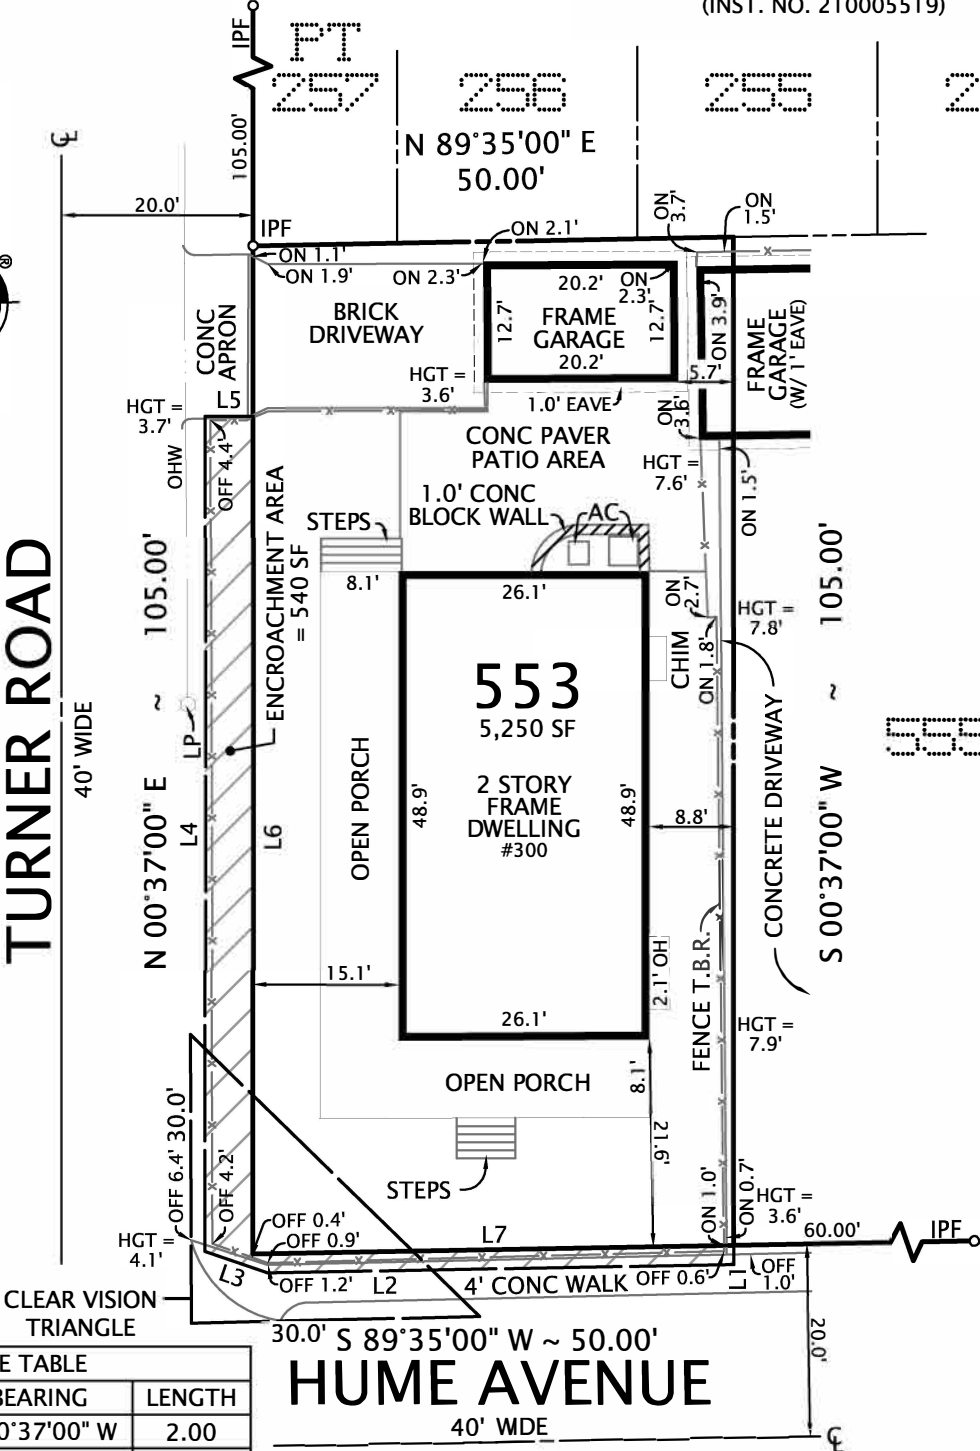 (INST. NO. 210005519)
IPF
PT
257
256
255
2
105.00'
N 89°35'00" E
50.00'
℄
20.0'
IPF
ON 1.1'
ON 1.9'
ON 2.1'
ON 2.3'
ON
3.7'
ON
1.5'
®
CONC
APRON
BRICK
DRIVEWAY
20.2'
ON
2.3'
12.7'
FRAME
GARAGE
12.7'
20.2'
ON 3.9'
FRAME
GARAGE
(W/ 1' EAVE)
5.7'
HGT =
3.6'
1.0' EAVE
ON
3.6'
HGT =
3.7'
L5
OFF 4.4'
OHW
CONC PAVER
PATIO AREA
HGT =
7.6'
ON 1.5'
1.0' CONC
BLOCK WALL
AC
STEPS
8.1'
26.1'
ON
2.7'
HGT =
7.8'
CHIM
ON 1.8'
TURNER ROAD
40' WIDE
N 00°37'00" E ~ 105.00'
LP
L4
L6
ENCROACHMENT AREA
= 540 SF
OPEN PORCH
553
5,250 SF
2 STORY
FRAME
DWELLING
#300
48.9'
48.9'
8.8'
CONCRETE DRIVEWAY
S 00°37'00" W ~ 105.00'
555
15.1'
26.1'
2.1' OH
FENCE T.B.R.
HGT =
7.9'
OPEN PORCH
8.1'
21.6'
30.0'
OFF 6.4'
OFF 4.2'
STEPS
ON 1.0'
ON 0.7'
HGT =
3.6'
60.00'
IPF
HGT =
4.1'
OFF 0.4'
OFF 0.9'
L7
L3
OFF 1.2'
L2
4' CONC WALK
OFF 0.6'
L1
OFF
1.0'
CLEAR VISION
TRIANGLE
30.0'
S 89°35'00" W ~ 50.00'
20.0'
HUME AVENUE
40' WIDE
℄
E TABLE
BEARING
LENGTH
0°37'00" W
2.00